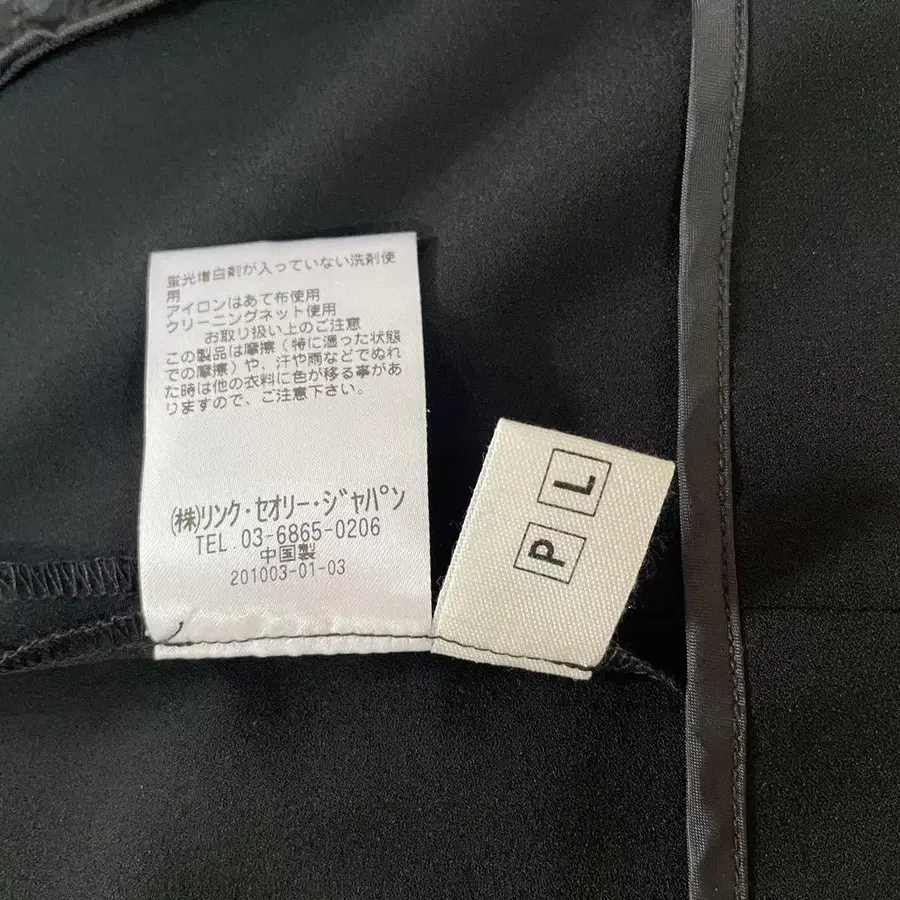 蛍光増白剤が入っていない洗剤使
用
アイロンはあて布使用
クリーニングネット使用
お取り扱い上のご注意
この製品は摩擦(特に湿った状態
での摩擦)や、汗や雨などでぬれ
た時は他の衣料に色が移る事があ
りますので、ご注意下さい。
(株)リンク・セオリー・ジャパン
TEL.03-6865-0206
中国製
201003-01-03
P L